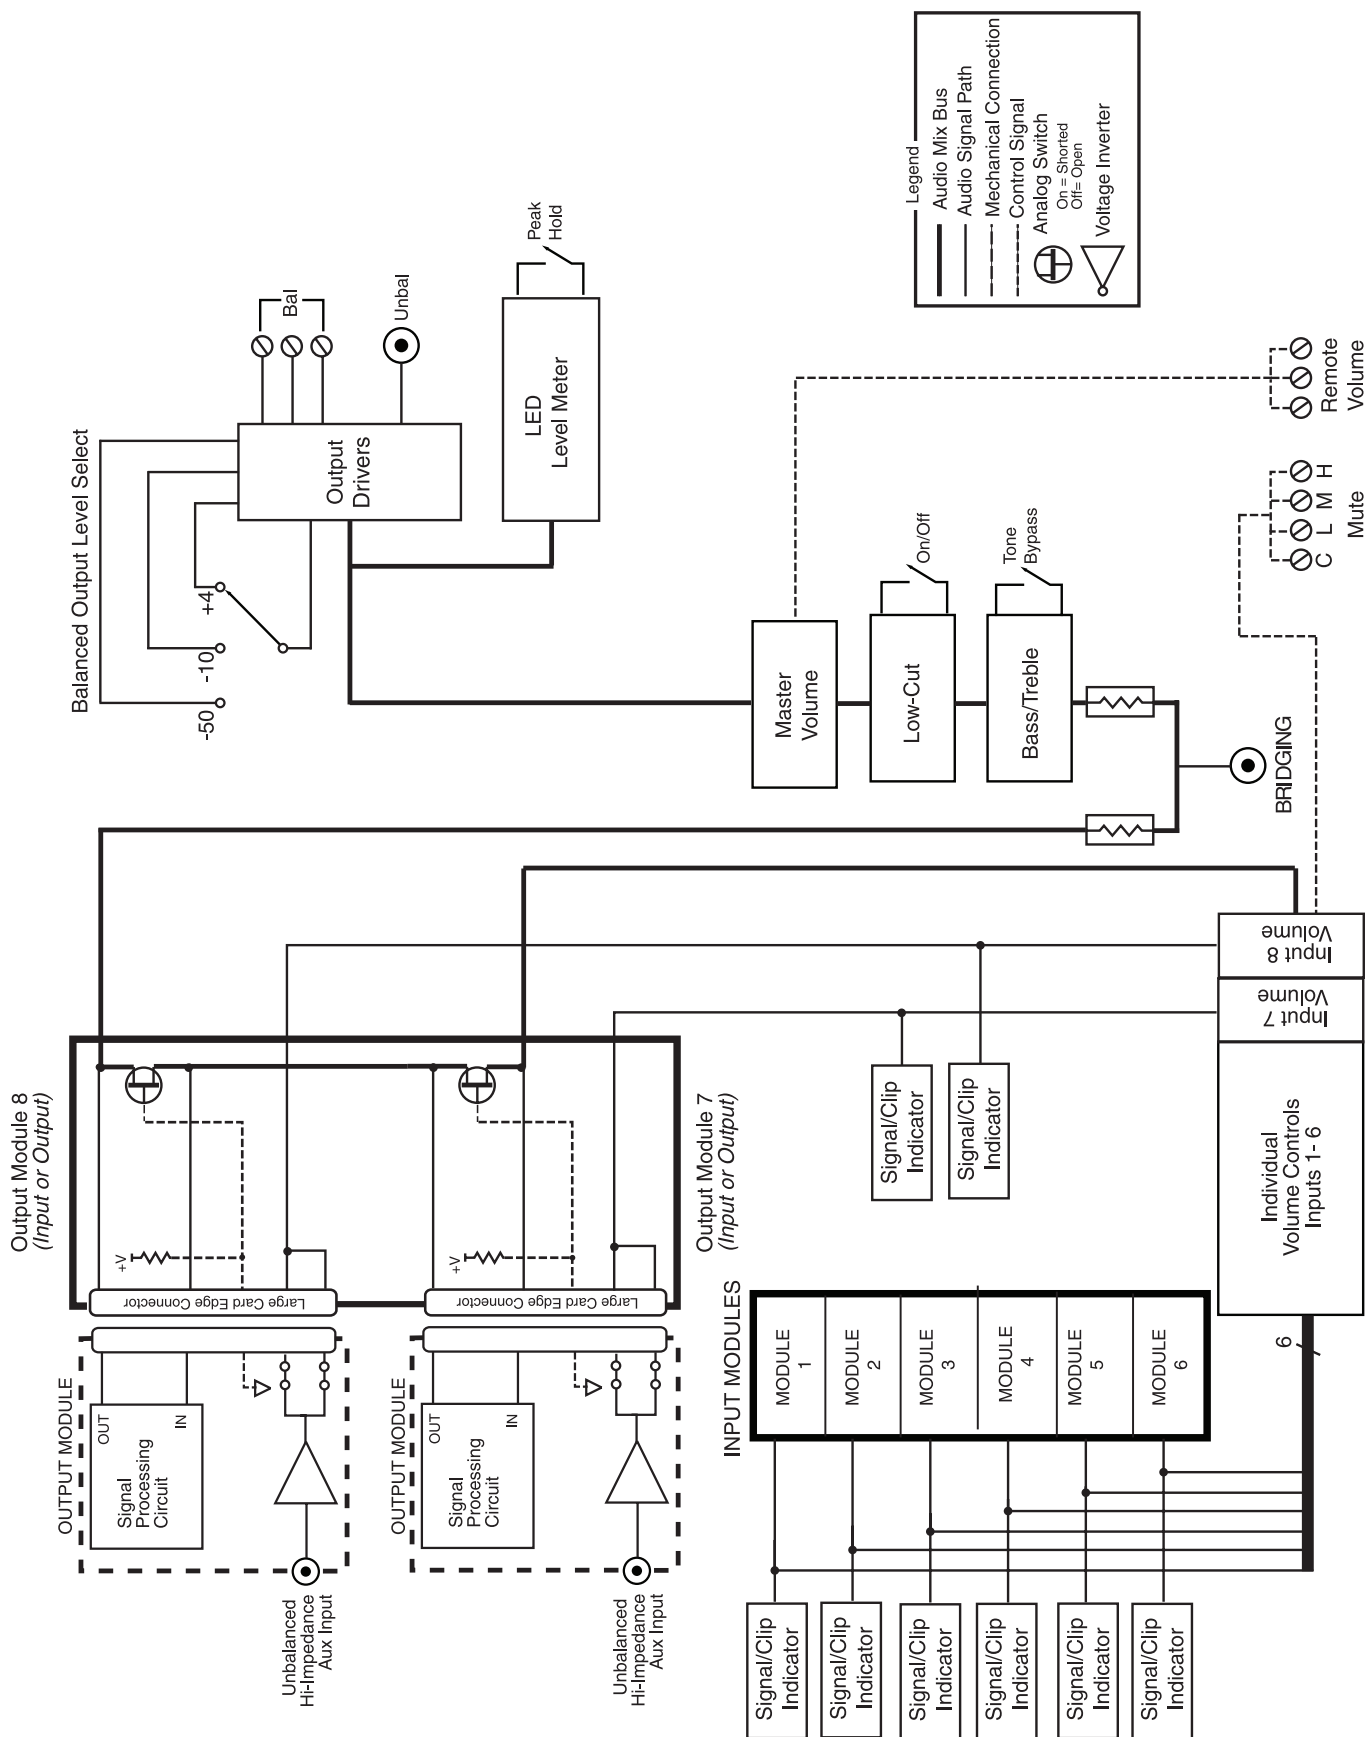 Legend
Audio Mix Bus
Audio Signal Path
Mechanical Connection
Control Signal
Analog Switch
On = Shorted
Off= Open
Voltage Inverter
Balanced Output Level Select
-50
-10
+4
Output
Drivers
Bal
Unbal
LED
Level Meter
Peak
Hold
Master
Volume
Low-Cut
On/Off
Bass/Treble
Tone
Bypass
Remote
Volume
C
L
M
H
Mute
BRIDGING
Output Module 8
(Input or Output)
+V
Large Card Edge Connector
Output Module 7
(Input or Output)
+V
Large Card Edge Connector
OUTPUT MODULE
OUT
IN
Signal
Processing
Circuit
Unbalanced
Hi-Impedance
Aux Input
OUTPUT MODULE
OUT
IN
Signal
Processing
Circuit
Unbalanced
Hi-Impedance
Aux Input
Signal/Clip
Indicator
Signal/Clip
Indicator
Input 8
Volume
Input 7
Volume
Individual
Volume Controls
Inputs 1- 6
6
INPUT MODULES
MODULE
1
MODULE
2
MODULE
3
MODULE
4
MODULE
5
MODULE
6
Signal/Clip
Indicator
Signal/Clip
Indicator
Signal/Clip
Indicator
Signal/Clip
Indicator
Signal/Clip
Indicator
Signal/Clip
Indicator